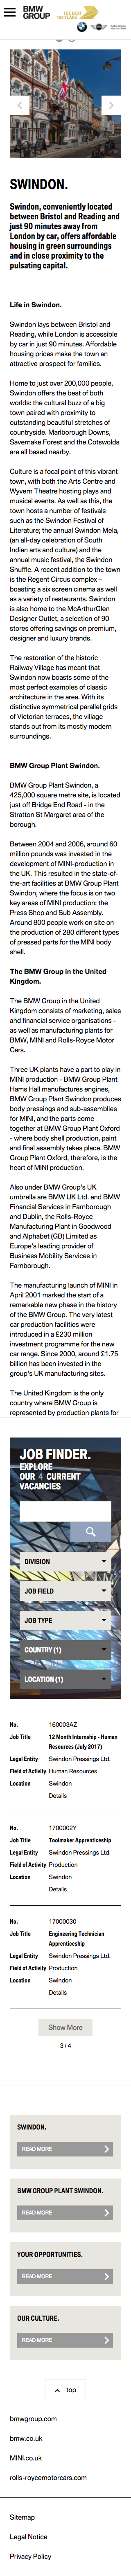 BMW
GROUP
THE NEXT
100 YEARS
SWINDON.
Swindon, conveniently located
between Bristol and Reading and
just 90 minutes away from
London by car, offers affordable
housing in green surroundings
and in close proximity to the
pulsating capital.
Life in Swindon.
Swindon lays between Bristol and
Reading, while London is accessible
by car in just 90 minutes. Affordable
housing prices make the town an
attractive prospect for families.
Home to just over 200,000 people,
Swindon offers the best of both
worlds: the cultural buzz of a big
town paired with proximity to
outstanding beautiful stretches of
countryside. Marlborough Downs,
Savernake Forest and the Cotswolds
are all based nearby.
Culture is a focal point of this vibrant
town, with both the Arts Centre and
Wyvern Theatre hosting plays and
musical events. As well as this, the
town hosts a number of festivals
such as the Swindon Festival of
Literature; the annual Swindon Mela,
(an all-day celebration of South
Indian arts and culture) and the
annual music festival, the Swindon
Shuffle. A recent addition to the town
is the Regent Circus complex –
boasting a six screen cinema as well
as a variety of restaurants. Swindon
is also home to the McArthurGlen
Designer Outlet, a selection of 90
stores offering savings on premium,
designer and luxury brands.
The restoration of the historic
Railway Village has meant that
Swindon now boasts some of the
most perfect examples of classic
architecture in the area. With its
distinctive symmetrical parallel grids
of Victorian terraces, the village
stands out from its mostly modern
surroundings.
BMW Group Plant Swindon.
BMW Group Plant Swindon, a
425,000 square metre site, is located
just off Bridge End Road - in the
Stratton St Margaret area of the
borough.
Between 2004 and 2006, around 60
million pounds was invested in the
development of MINI-production in
the UK. This resulted in the state-of-
the-art facilities at BMW Group Plant
Swindon, where the focus is on two
key areas of MINI production: the
Press Shop and Sub Assembly.
Around 800 people work on site on
the production of 280 different types
of pressed parts for the MINI body
shell.
The BMW Group in the United
Kingdom.
The BMW Group in the United
Kingdom consists of marketing, sales
and financial service organisations -
as well as manufacturing plants for
BMW, MINI and Rolls-Royce Motor
Cars.
Three UK plants have a part to play in
MINI production - BMW Group Plant
Hams Hall manufactures engines,
BMW Group Plant Swindon produces
body pressings and sub-assemblies
for MINI, and the parts come
together at BMW Group Plant Oxford
- where body shell production, paint
and final assembly takes place. BMW
Group Plant Oxford, therefore, is the
heart of MINI production.
Also under BMW Group's UK
umbrella are BMW UK Ltd. and BMW
Financial Services in Farnborough
and Dublin, the Rolls-Royce
Manufacturing Plant in Goodwood
and Alphabet (GB) Limited as
Europe's leading provider of
Business Mobility Services in
Farnborough.
The manufacturing launch of MINI in
April 2001 marked the start of a
remarkable new phase in the history
of the BMW Group. The very latest
car production facilities were
introduced in a £230 million
investment programme for the new
car range. Since 2000, around £1.75
billion has been invested in the
group's UK manufacturing sites.
The United Kingdom is the only
country where BMW Group is
represented by production plants for
JOB FINDER.
EXPLORE
OUR 4 CURRENT
VACANCIES
DIVISION
JOB FIELD
JOB TYPE
COUNTRY (1)
LOCATION (1)
No. 160003AZ
Job Title 12 Month Internship - Human
Resources (July 2017)
Legal Entity Swindon Pressings Ltd.
Field of Activity Human Resources
Location Swindon
Details
No. 1700002Y
Job Title Toolmaker Apprenticeship
Legal Entity Swindon Pressings Ltd.
Field of Activity Production
Location Swindon
Details
No. 17000030
Job Title Engineering Technician
Apprenticeship
Legal Entity Swindon Pressings Ltd.
Field of Activity Production
Location Swindon
Details
Show More
3 / 4
SWINDON.
READ MORE
BMW GROUP PLANT SWINDON.
READ MORE
YOUR OPPORTUNITIES.
READ MORE
OUR CULTURE.
READ MORE
top
bmwgroup.com
bmw.co.uk
MINI.co.uk
rolls-roycemotorcars.com
Sitemap
Legal Notice
Privacy Policy